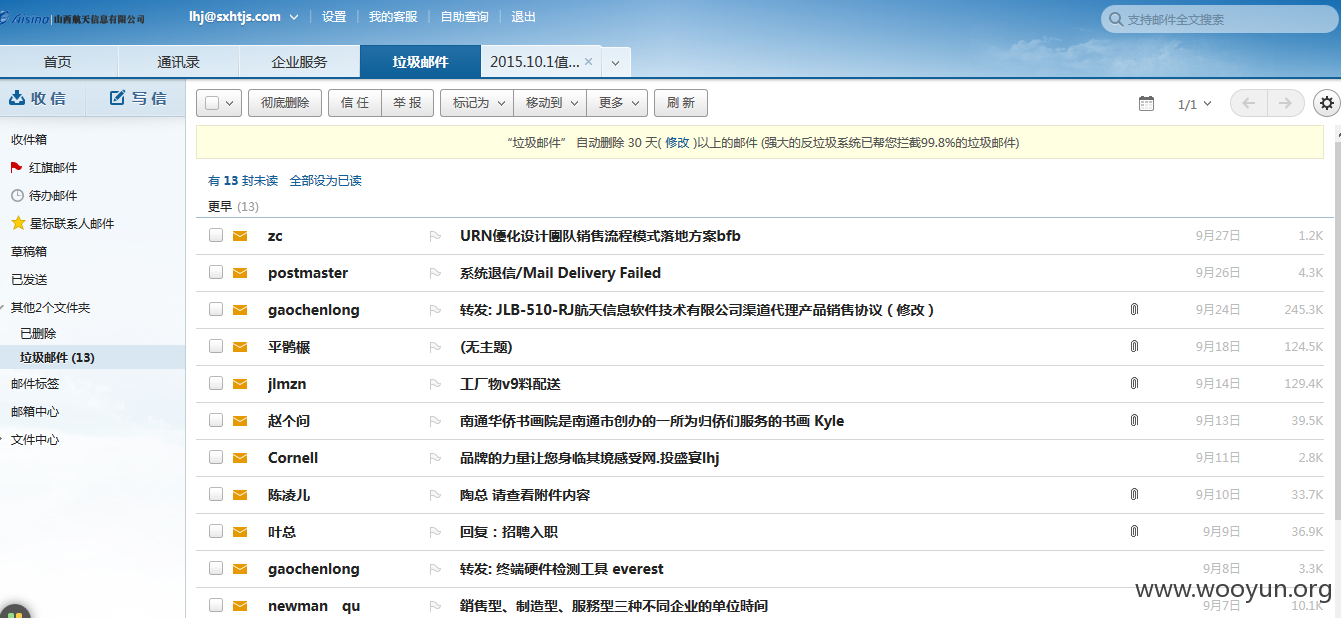 Aisino 山西航天信息有限公司
lhj@sxhtjs.com 设置 我的客服 自助查询 退出
支持邮件全文搜索
首页 通讯录 企业服务 垃圾邮件 2015.10.1值...
收信 写信
彻底删除 信任 举报 标记为 移动到 更多 刷新 1/1
"垃圾邮件" 自动删除 30 天( 修改 )以上的邮件 (强大的反垃圾系统已帮您拦截99.8%的垃圾邮件)
收件箱
红旗邮件
待办邮件
星标联系人邮件
草稿箱
已发送
其他2个文件夹
已删除
垃圾邮件 (13)
邮件标签
邮箱中心
文件中心
有 13 封未读 全部设为已读
更早 (13)
zc URN優化设计團队销售流程模式落地方案bfb 9月27日 1.2K
postmaster 系统退信/Mail Delivery Failed 9月26日 4.3K
gaochenlong 转发: JLB-510-RJ航天信息软件技术有限公司渠道代理产品销售协议（修改） 9月24日 245.3K
平鹘榐 (无主题) 9月18日 124.5K
jlmzn 工厂物v9料配送 9月14日 129.4K
赵个问 南通华侨书画院是南通市创办的一所为归侨们服务的书画 Kyle 9月13日 39.5K
Cornell 品牌的力量让您身临其境感受网.投盛宴lhj 9月11日 2.8K
陈凌儿 陶总 请查看附件内容 9月10日 33.7K
叶总 回复：招聘入职 9月9日 36.9K
gaochenlong 转发: 终端硬件检测工具 everest 9月8日 3.3K
newman qu 銷售型、制造型、服務型三种不同企业的单位時间 9月7日 10.1K
www.wooyun.org